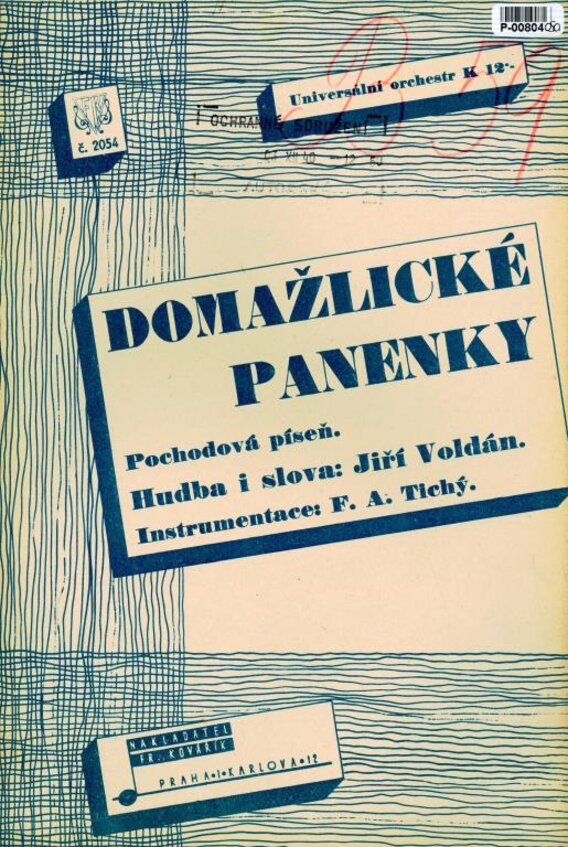 P-00804
Universální orchestr K 12·-
B 59
č. 2054
OCHRANNÉ SDRUŽENÍ
DOMAŽLICKÉ
PANENKY
Pochodová píseň.
Hudba i slova: Jiří Voldán.
Instrumentace: F. A. Tichý.
NAKLADATEL
FR. KOVÁŘÍK
PRAHA•I•KARLOVA•12